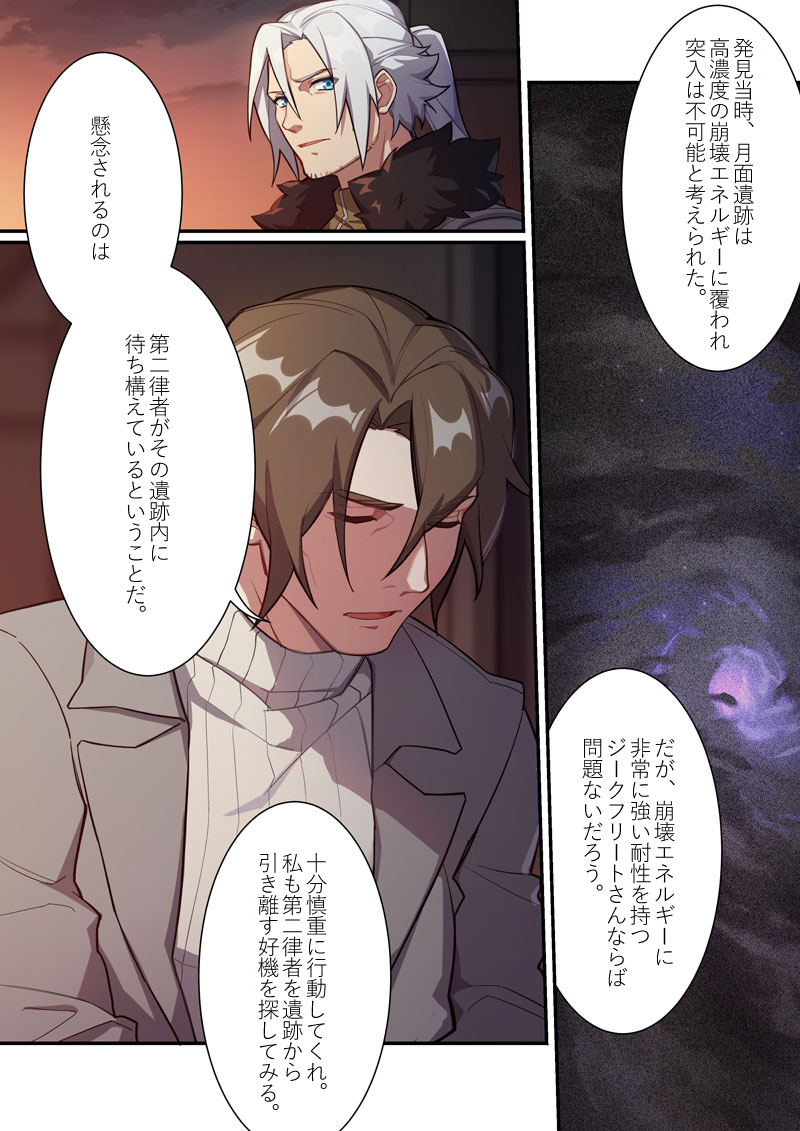 発見当時、月面遺跡は
高濃度の崩壊エネルギーに覆われ
突入は不可能と考えられた。
だが、崩壊エネルギーに
非常に強い耐性を持つ
ジークフリートさんならば
問題ないだろう。
懸念されるのは
第二律者がその遺跡内に
待ち構えているということだ。
十分慎重に行動してくれ。
私も第二律者を遺跡から
引き離す好機を探してみる。